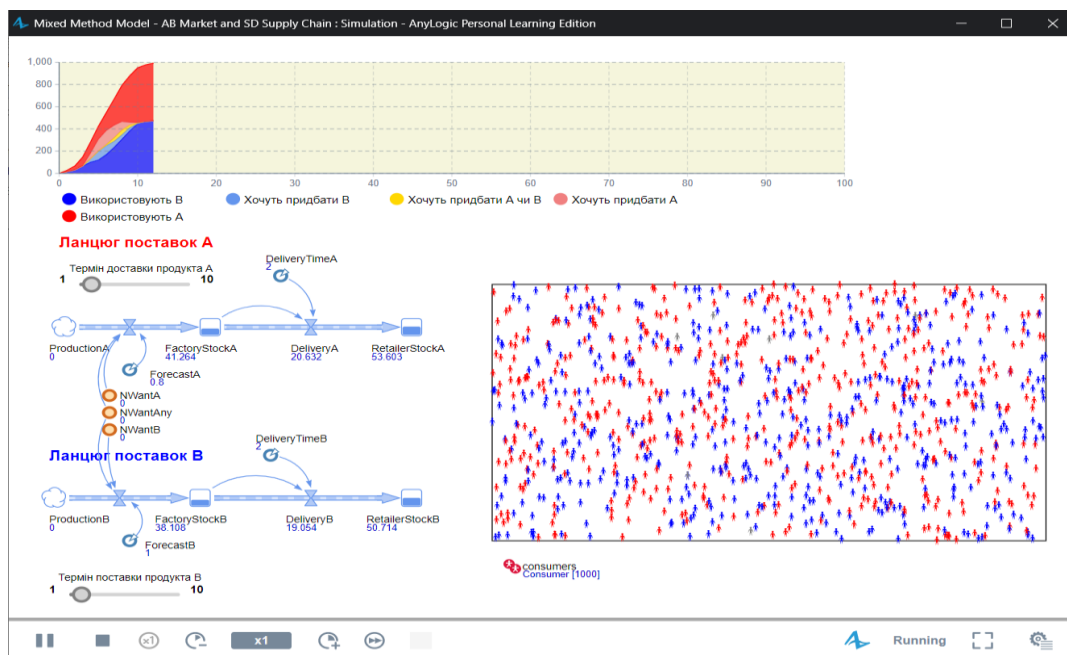 Mixed Method Model - AB Market and SD Supply Chain : Simulation - AnyLogic Personal Learning Edition
1,000
800
600
400
200
0
0 10 20 30 40 50 60 70 80 90 100
Використовують В Хочуть придбати В Хочуть придбати А чи В Хочуть придбати А
Використовують А
Ланцюг поставок А
Термін доставки продукта А
1 10
DeliveryTimeA
2
ProductionA
0
FactoryStockA
41.264
DeliveryA
20.632
RetailerStockA
53.603
ForecastA
0.8
NWantA
0
NWantAny
0
NWantB
0
Ланцюг поставок В
DeliveryTimeB
2
ProductionB
0
FactoryStockB
38.108
DeliveryB
19.054
RetailerStockB
50.714
ForecastB
1
Термін поставки продукта В
1 10
consumers
Consumer [1000]
x1 x1 Running